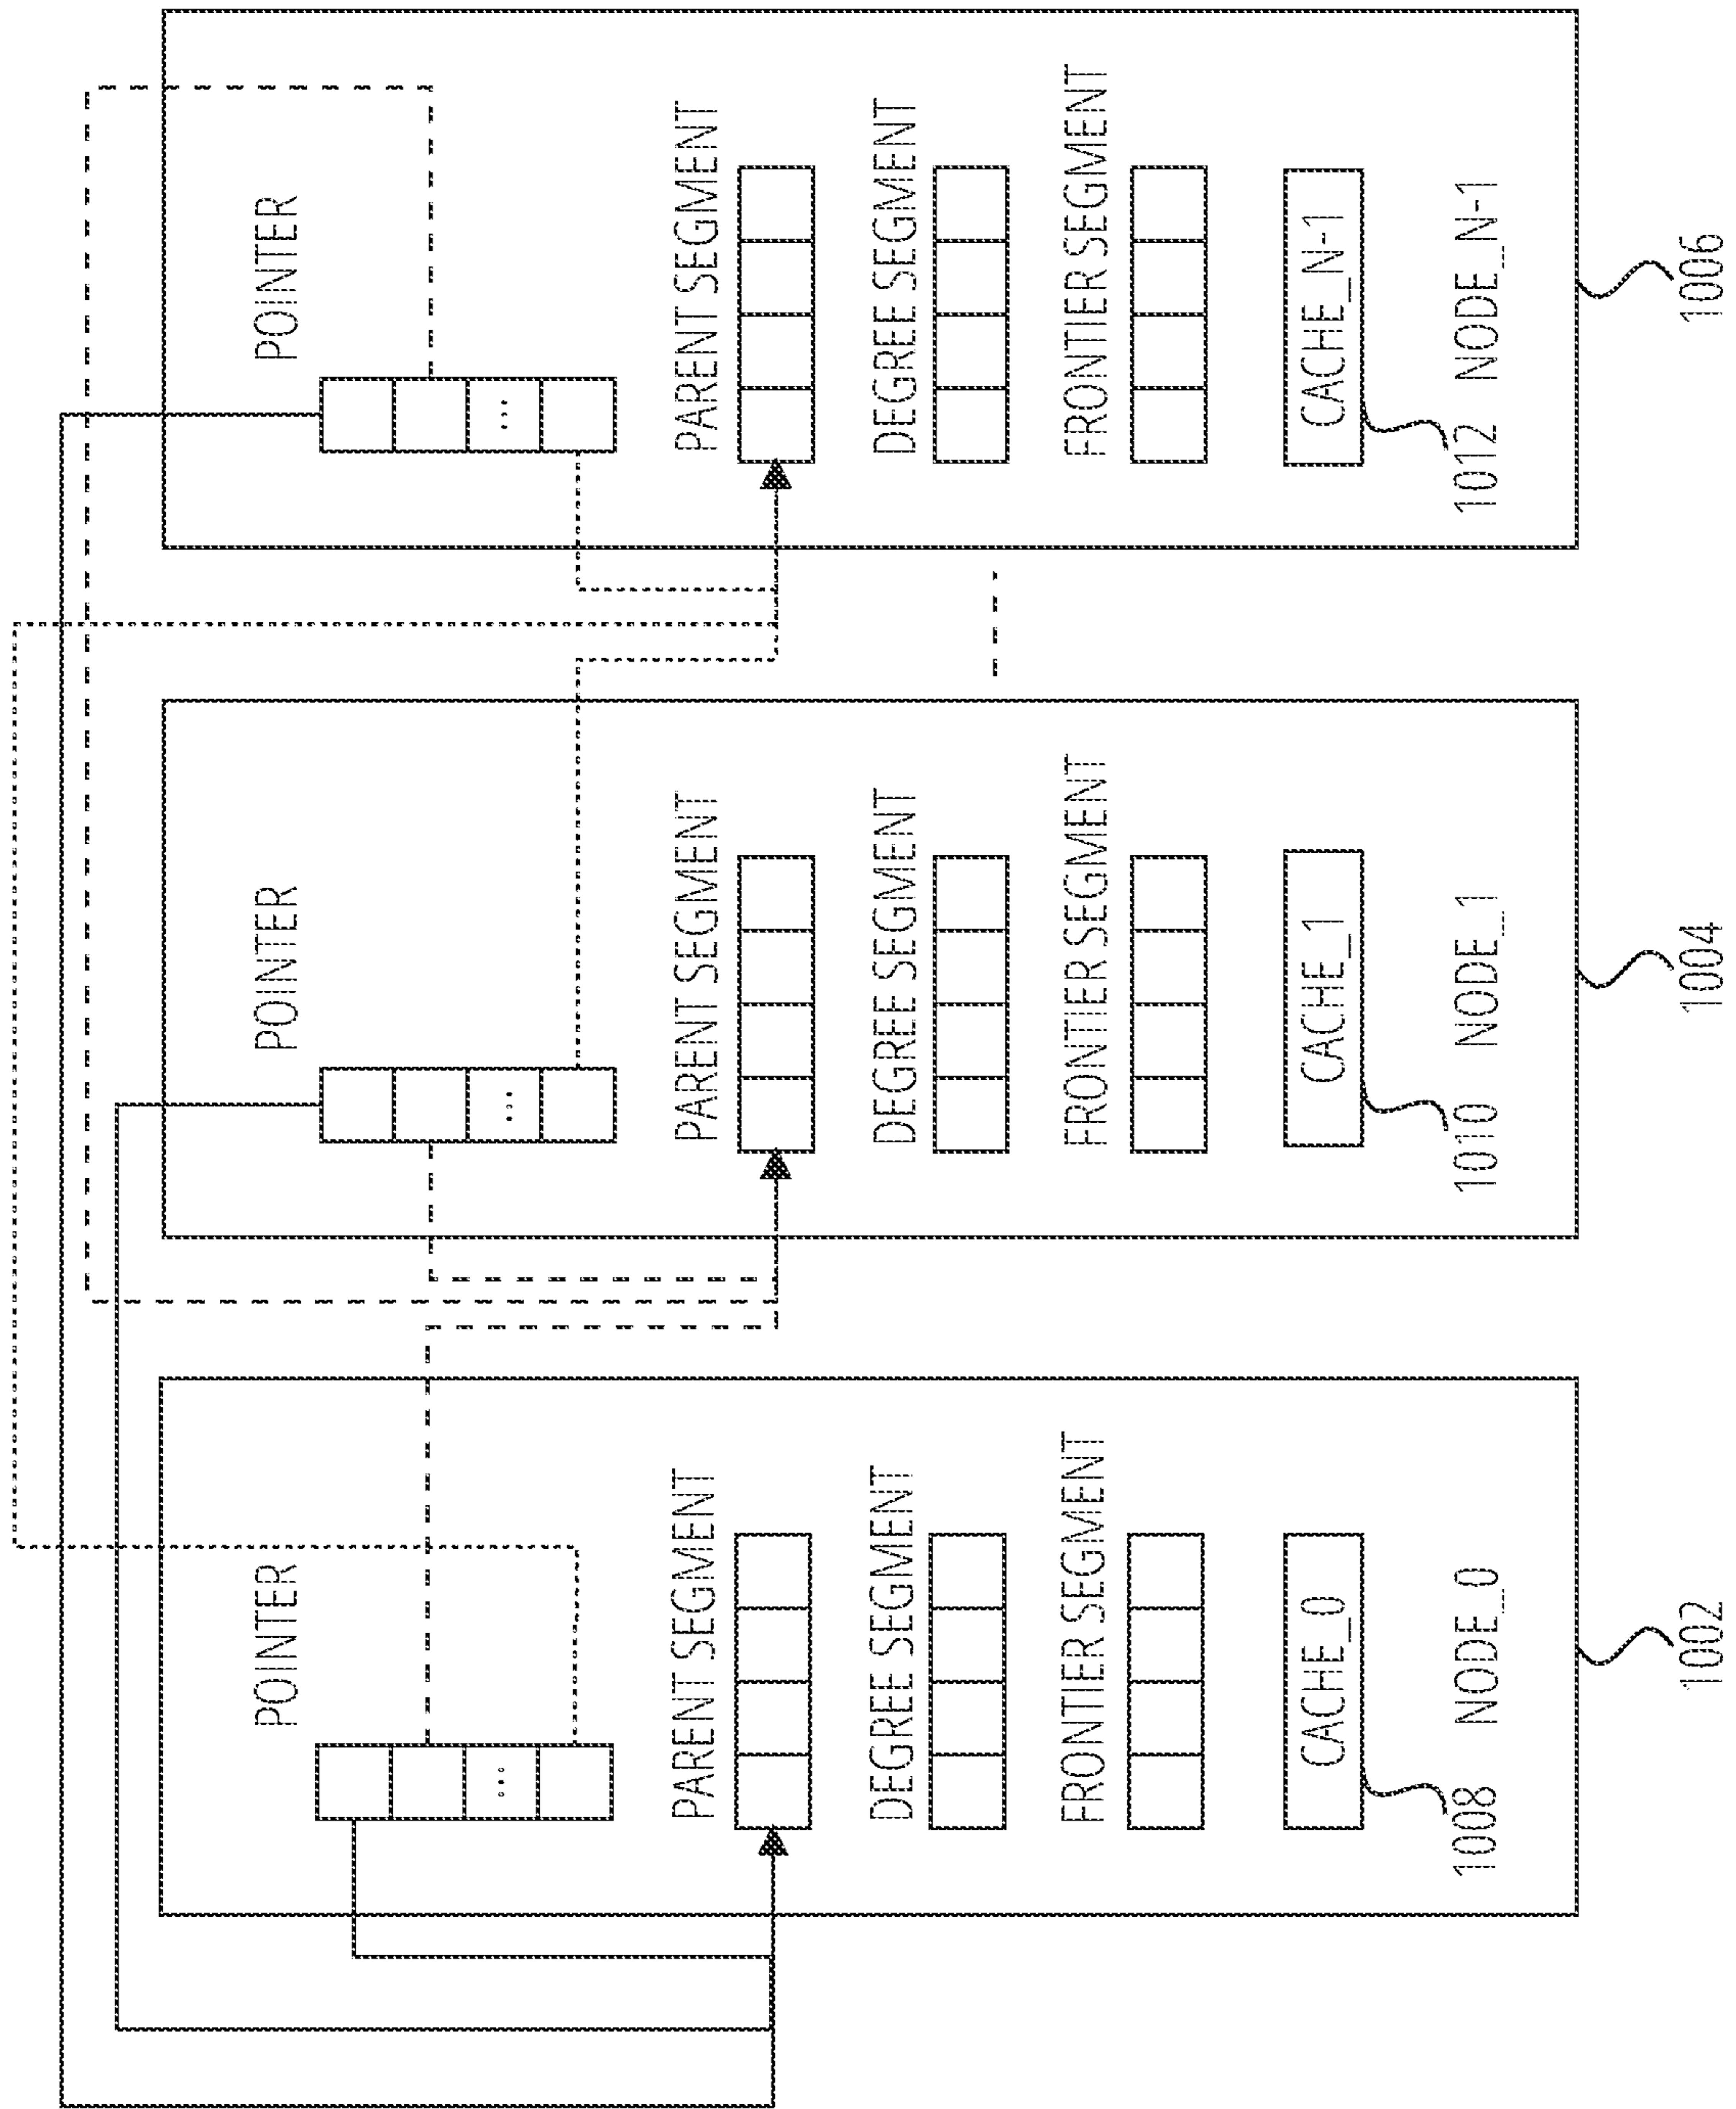 POINTER
...
PARENT SEGMENT
DEGREE SEGMENT
FRONTIER SEGMENT
CACHE_0
1008 NODE_0
1002
POINTER
...
PARENT SEGMENT
DEGREE SEGMENT
FRONTIER SEGMENT
CACHE_1
1010 NODE_1
1004
POINTER
...
PARENT SEGMENT
DEGREE SEGMENT
FRONTIER SEGMENT
CACHE_N-1
1012 NODE_N-1
1006